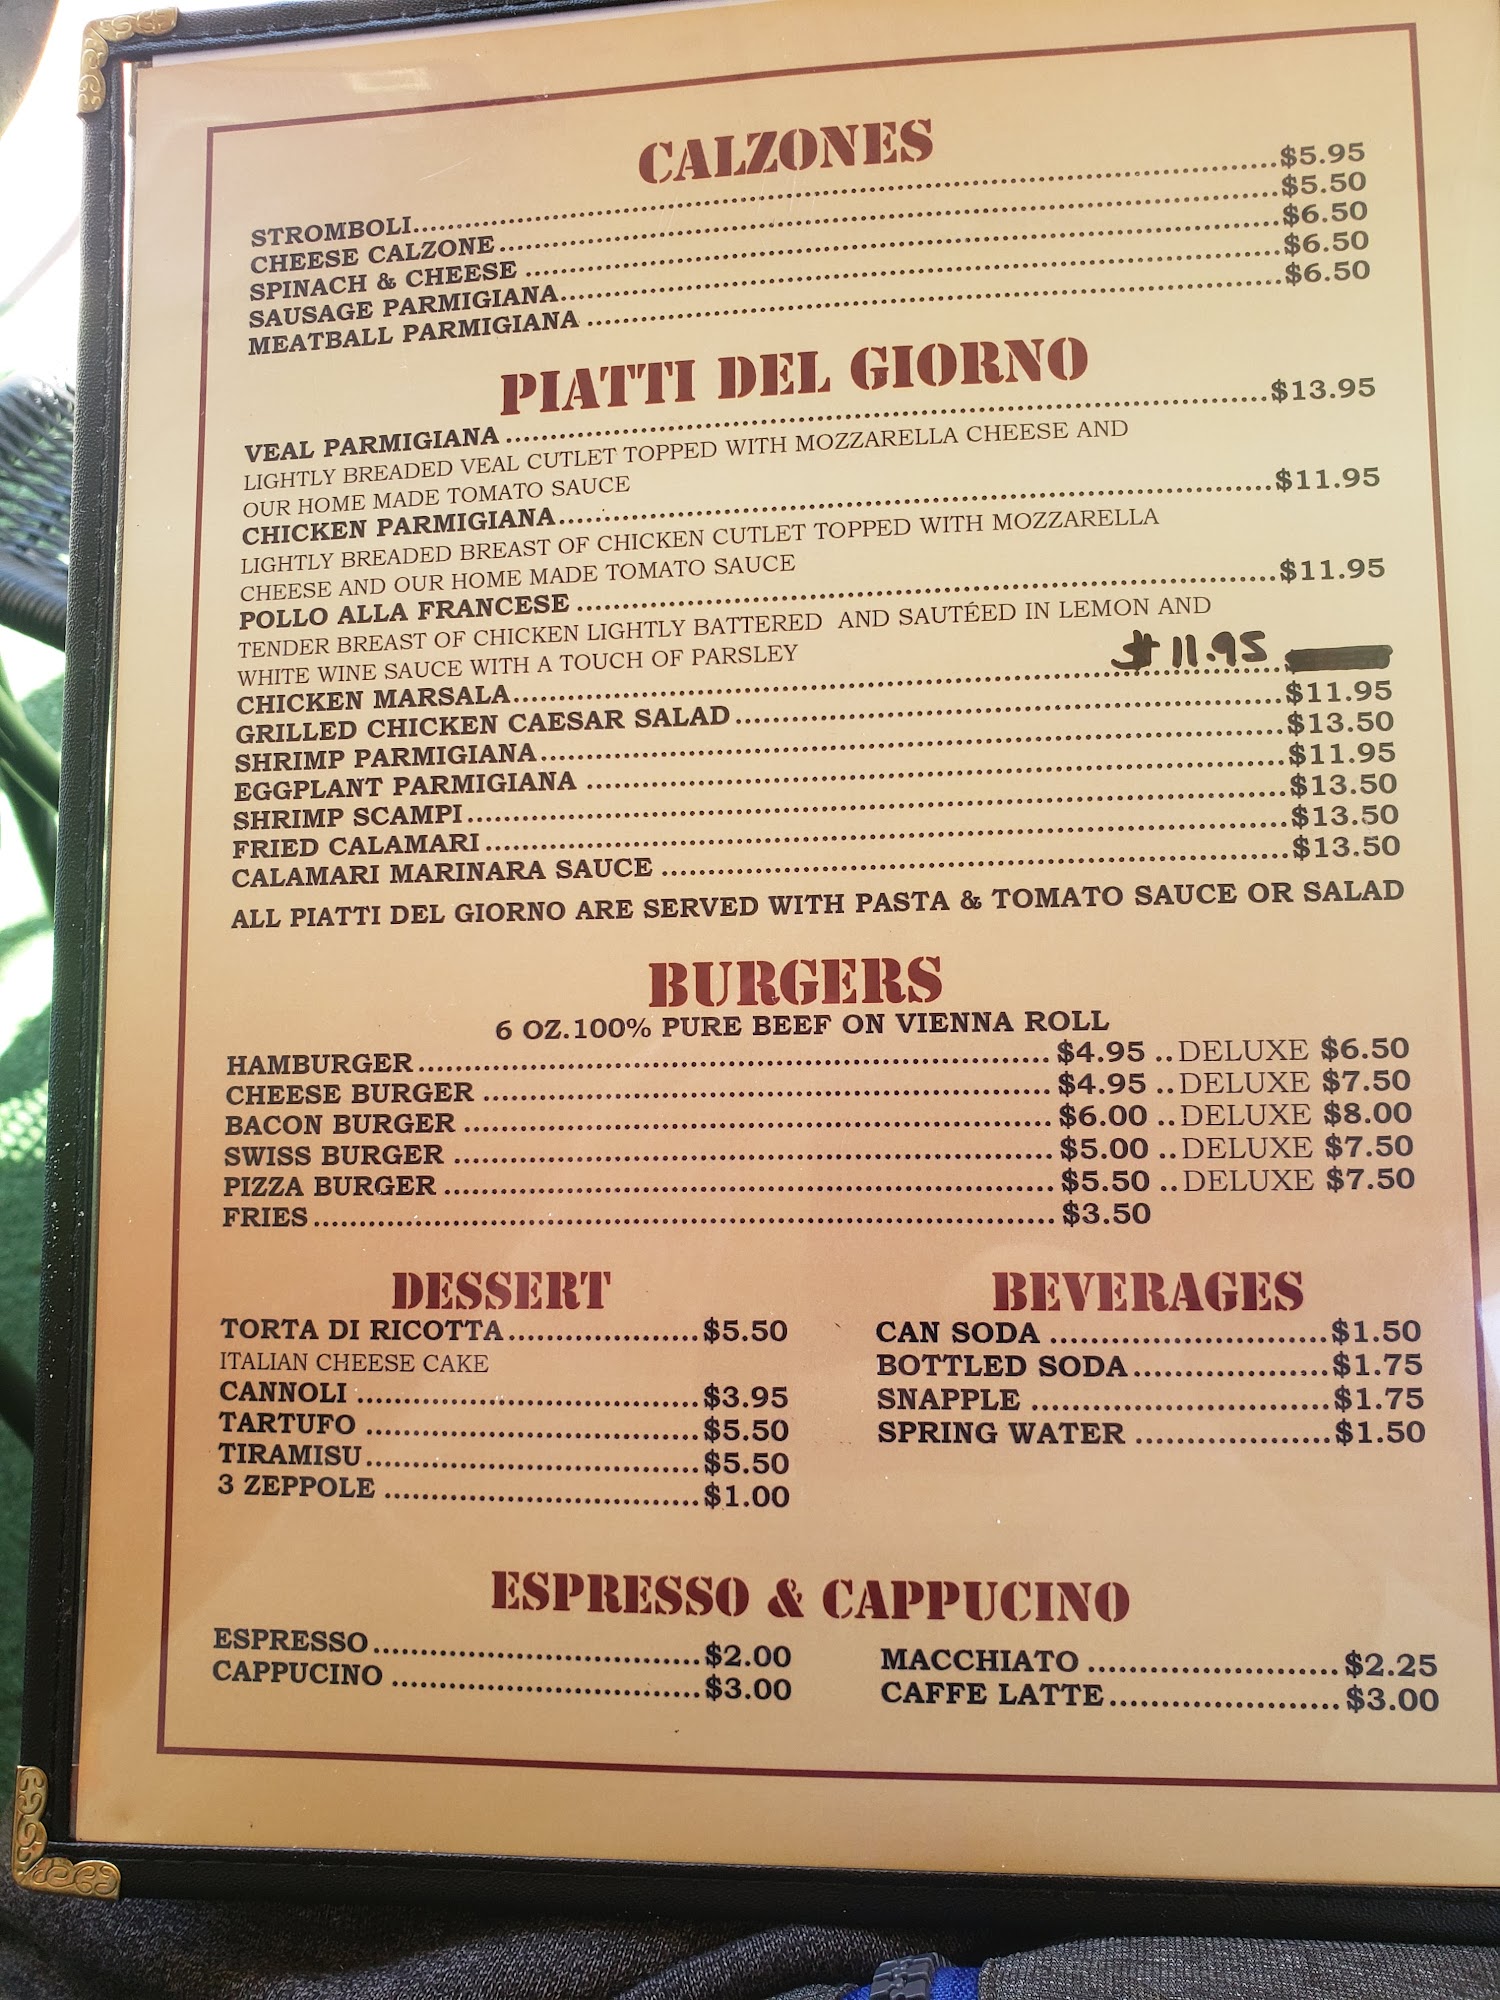 CALZONES
STROMBOLI..........$5.95
CHEESE CALZONE..........$5.50
SPINACH & CHEESE..........$6.50
SAUSAGE PARMIGIANA..........$6.50
MEATBALL PARMIGIANA..........$6.50
PIATTI DEL GIORNO
VEAL PARMIGIANA..........$13.95
LIGHTLY BREADED VEAL CUTLET TOPPED WITH MOZZARELLA CHEESE AND
OUR HOME MADE TOMATO SAUCE
CHICKEN PARMIGIANA..........$11.95
LIGHTLY BREADED BREAST OF CHICKEN CUTLET TOPPED WITH MOZZARELLA
CHEESE AND OUR HOME MADE TOMATO SAUCE
POLLO ALLA FRANCESE..........$11.95
TENDER BREAST OF CHICKEN LIGHTLY BATTERED AND SAUTÉED IN LEMON AND
WHITE WINE SAUCE WITH A TOUCH OF PARSLEY
CHICKEN MARSALA..........$11.95
GRILLED CHICKEN CAESAR SALAD..........$11.95
SHRIMP PARMIGIANA..........$13.50
EGGPLANT PARMIGIANA..........$11.95
SHRIMP SCAMPI..........$13.50
FRIED CALAMARI..........$13.50
CALAMARI MARINARA SAUCE..........$13.50
ALL PIATTI DEL GIORNO ARE SERVED WITH PASTA & TOMATO SAUCE OR SALAD
BURGERS
6 OZ.100% PURE BEEF ON VIENNA ROLL
HAMBURGER..........$4.95 ..DELUXE $6.50
CHEESE BURGER..........$4.95 ..DELUXE $7.50
BACON BURGER..........$6.00 ..DELUXE $8.00
SWISS BURGER..........$5.00 ..DELUXE $7.50
PIZZA BURGER..........$5.50 ..DELUXE $7.50
FRIES..........$3.50
DESSERT
TORTA DI RICOTTA..........$5.50
ITALIAN CHEESE CAKE
CANNOLI..........$3.95
TARTUFO..........$5.50
TIRAMISU..........$5.50
3 ZEPPOLE..........$1.00
BEVERAGES
CAN SODA..........$1.50
BOTTLED SODA..........$1.75
SNAPPLE..........$1.75
SPRING WATER..........$1.50
ESPRESSO & CAPPUCINO
ESPRESSO..........$2.00
CAPPUCINO..........$3.00
MACCHIATO..........$2.25
CAFFE LATTE..........$3.00